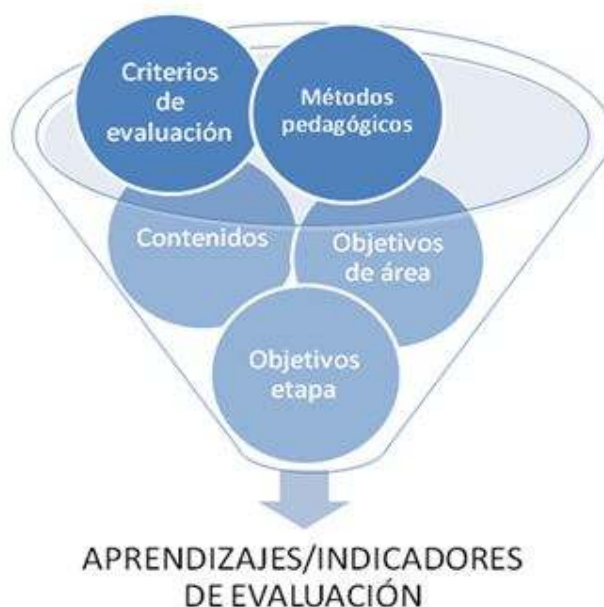 Criterios
de
evaluación
Métodos
pedagógicos
Contenidos
Objetivos
de área
Objetivos
etapa
APRENDIZAJES/INDICADORES
DE EVALUACIÓN